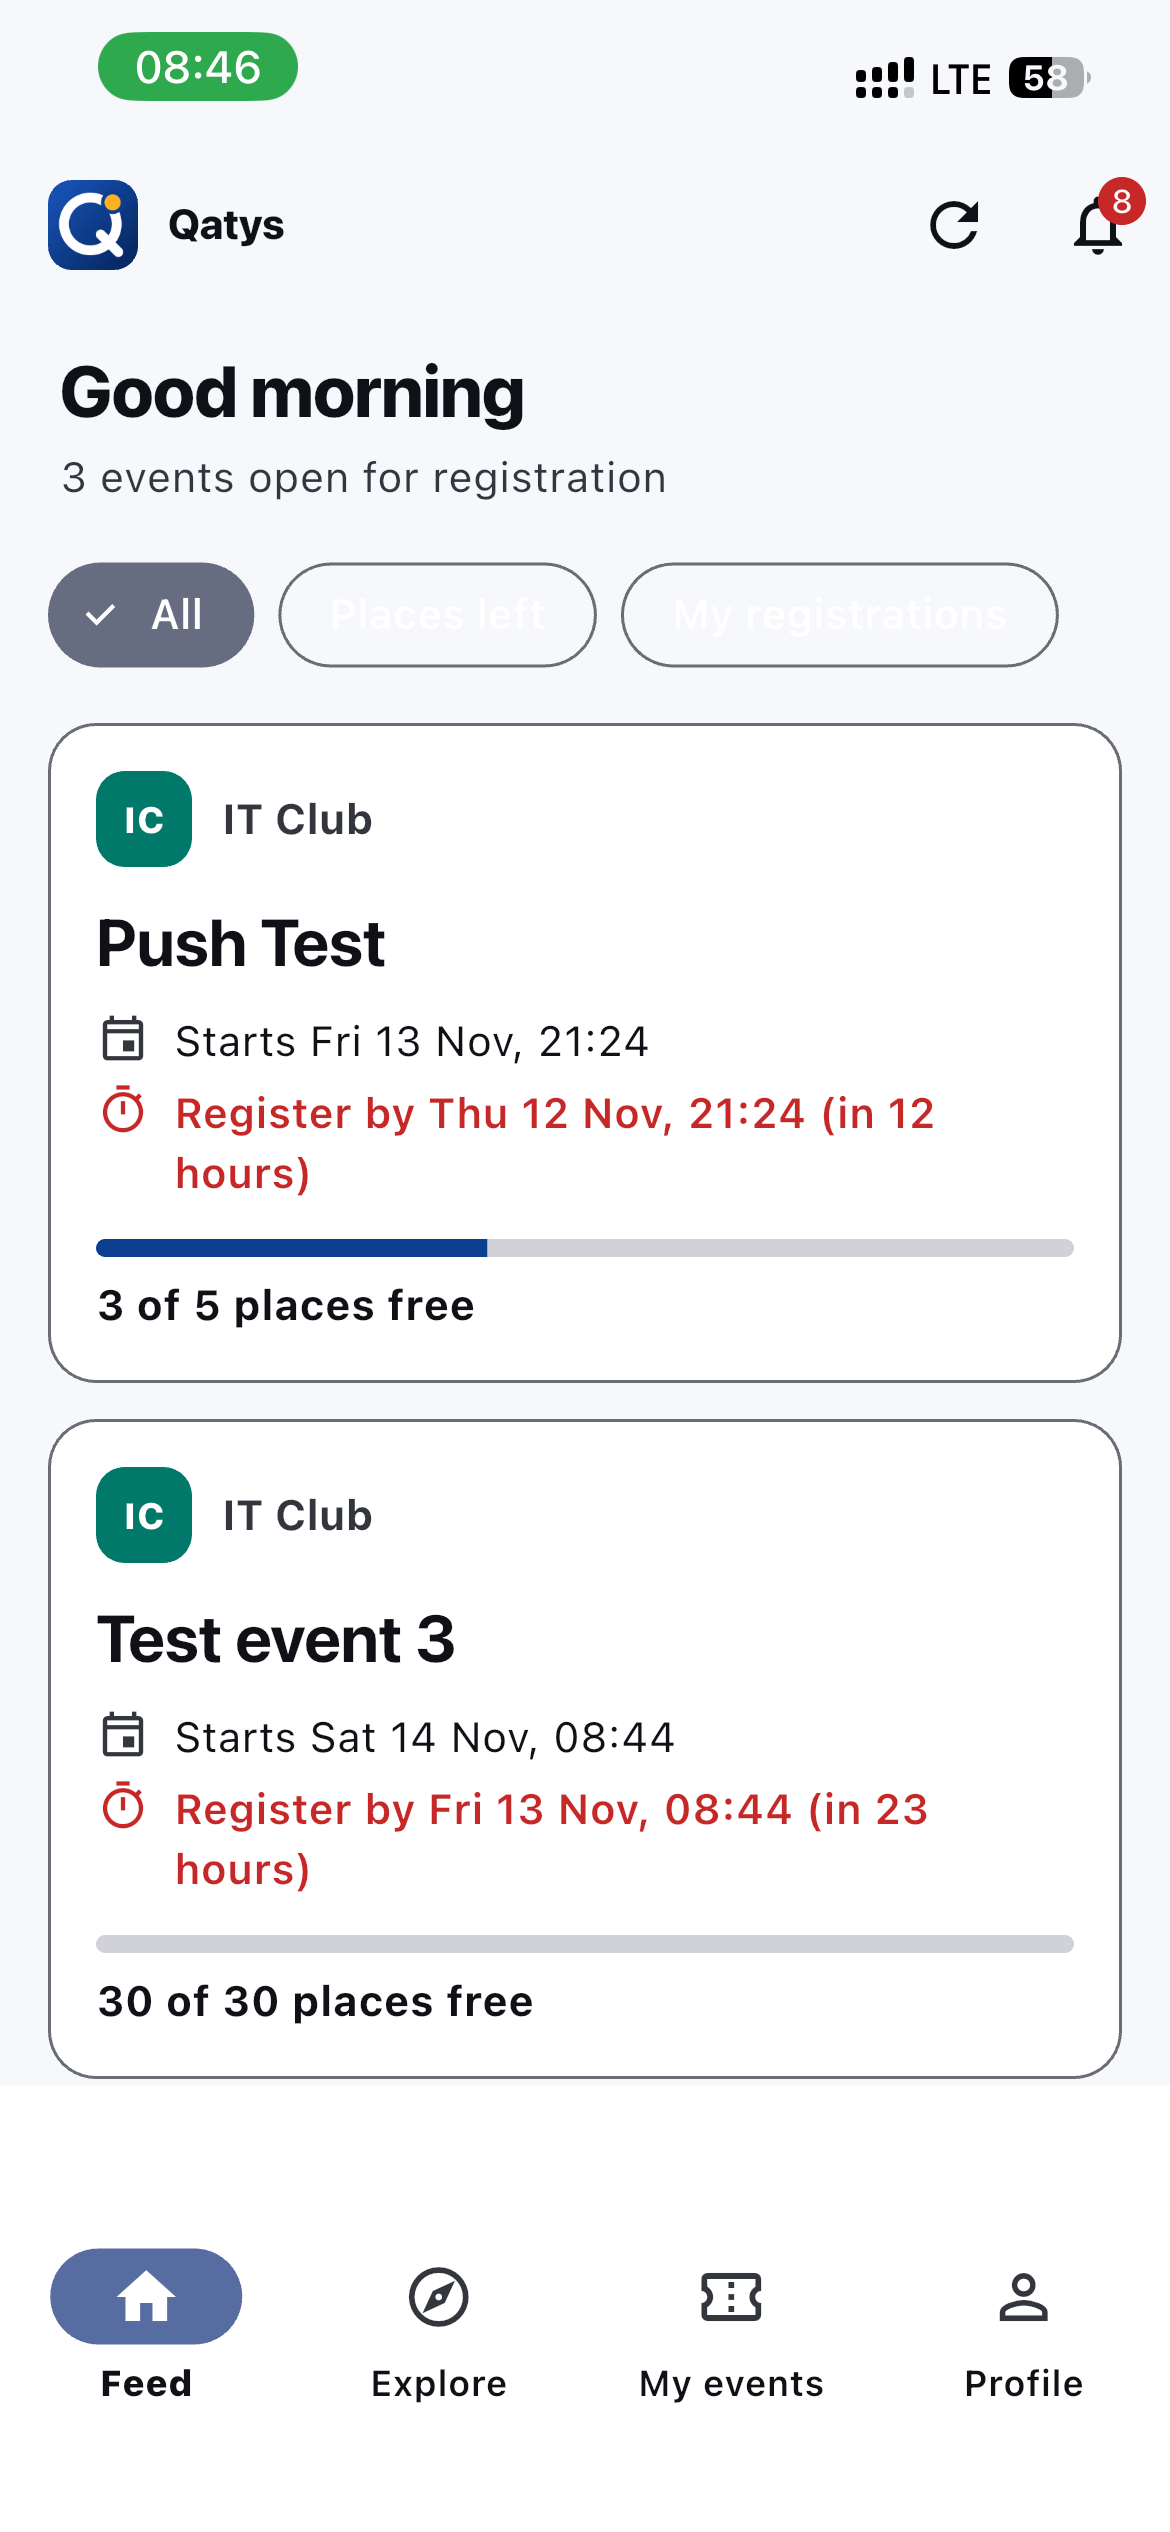 08:46
LTE 58
Qatys
8
Good morning
3 events open for registration
All
Places left
My registrations
IC
IT Club
Push Test
Starts Fri 13 Nov, 21:24
Register by Thu 12 Nov, 21:24 (in 12
hours)
3 of 5 places free
IC
IT Club
Test event 3
Starts Sat 14 Nov, 08:44
Register by Fri 13 Nov, 08:44 (in 23
hours)
30 of 30 places free
Feed
Explore
My events
Profile